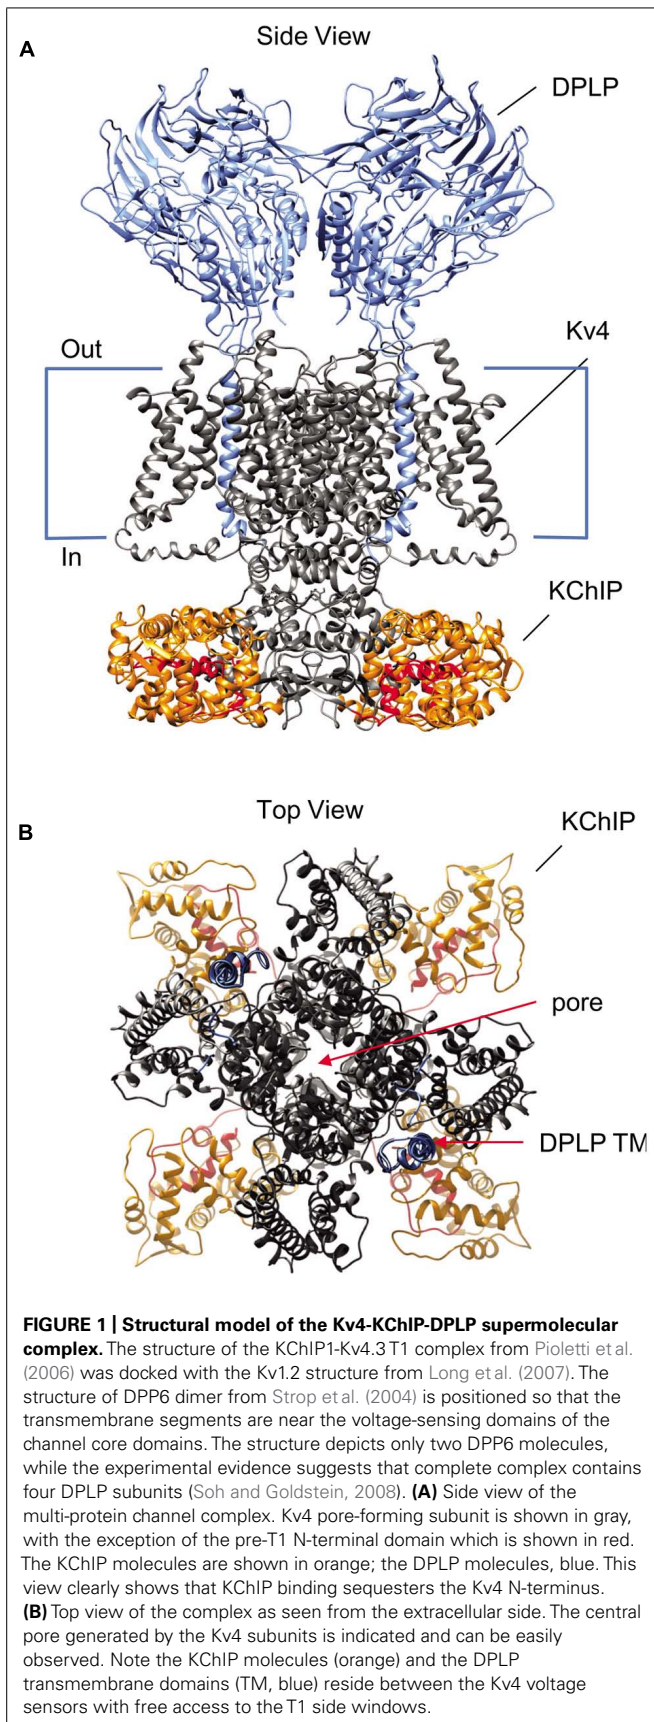 Side View
A
DPLP
Kv4
Out
In
KChIP
Top View
B
KChIP
pore
DPLP TM
FIGURE 1 | Structural model of the Kv4-KChIP-DPLP supermolecular
complex. The structure of the KChIP1-Kv4.3 T1 complex from Pioletti et al.
(2006) was docked with the Kv1.2 structure from Long et al. (2007). The
structure of DPP6 dimer from Strop et al. (2004) is positioned so that the
transmembrane segments are near the voltage-sensing domains of the
channel core domains. The structure depicts only two DPP6 molecules,
while the experimental evidence suggests that complete complex contains
four DPLP subunits (Soh and Goldstein, 2008). (A) Side view of the
multi-protein channel complex. Kv4 pore-forming subunit is shown in gray,
with the exception of the pre-T1 N-terminal domain which is shown in red.
The KChIP molecules are shown in orange; the DPLP molecules, blue. This
view clearly shows that KChIP binding sequesters the Kv4 N-terminus.
(B) Top view of the complex as seen from the extracellular side. The central
pore generated by the Kv4 subunits is indicated and can be easily
observed. Note the KChIP molecules (orange) and the DPLP
transmembrane domains (TM, blue) reside between the Kv4 voltage
sensors with free access to the T1 side windows.